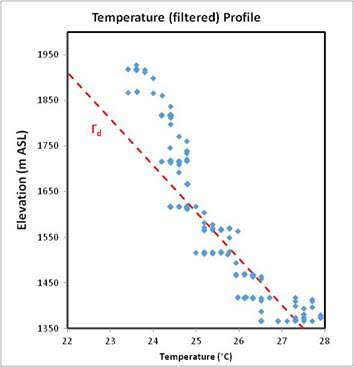 Temperature (filtered) Profile
1950
1850
1750
1650
1550
1450
1350
Elevation (m ASL)
Γd
22 23 24 25 26 27 28
Temperature (°C)